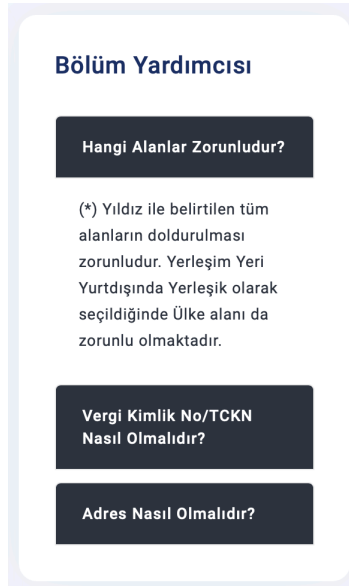 Bölüm Yardımcısı
Hangi Alanlar Zorunludur?
(*) Yıldız ile belirtilen tüm
alanların doldurulması
zorunludur. Yerleşim Yeri
Yurtdışında Yerleşik olarak
seçildiğinde Ülke alanı da
zorunlu olmaktadır.
Vergi Kimlik No/TCKN
Nasıl Olmalıdır?
Adres Nasıl Olmalıdır?